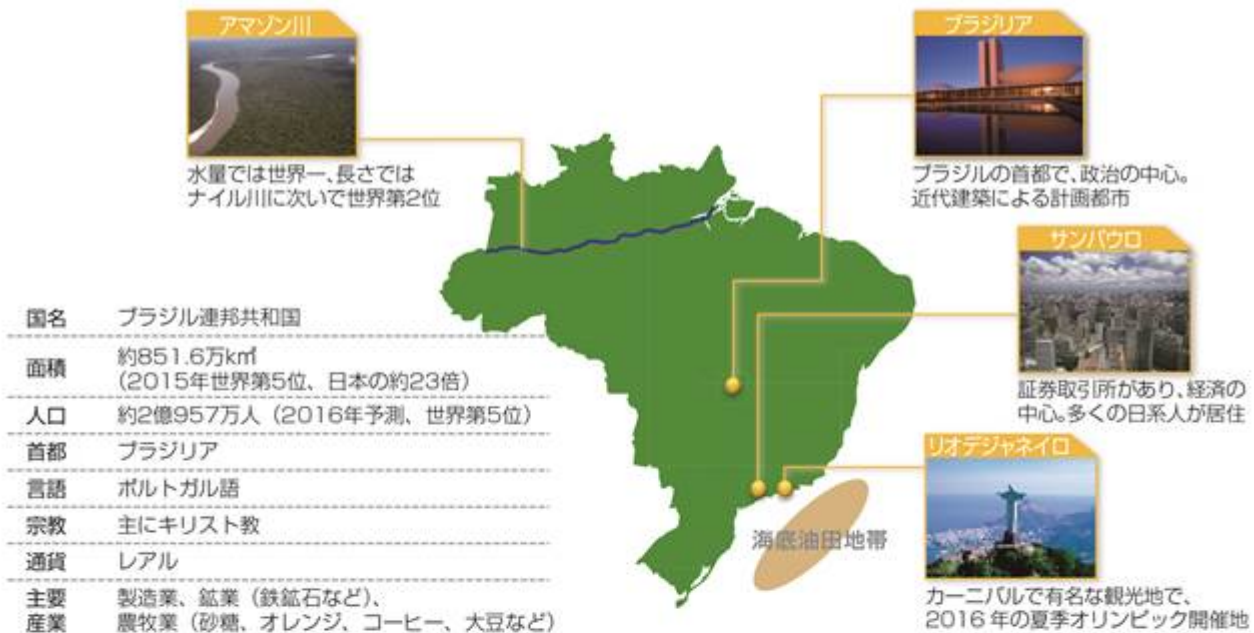 アマゾン川
水量では世界一、長さでは
ナイル川に次いで世界第2位
ブラジリア
ブラジルの首都で、政治の中心。
近代建築による計画都市
サンパウロ
証券取引所があり、経済の
中心。多くの日系人が居住
リオデジャネイロ
カーニバルで有名な観光地で、
2016年の夏季オリンピック開催地
海底油田地帯
国名 ブラジル連邦共和国
面積 約851.6万k㎡
（2015年世界第5位、日本の約23倍）
人口 約2億957万人（2016年予測、世界第5位）
首都 ブラジリア
言語 ポルトガル語
宗教 主にキリスト教
通貨 レアル
主要 製造業、鉱業（鉄鉱石など）、
産業 農牧業（砂糖、オレンジ、コーヒー、大豆など）